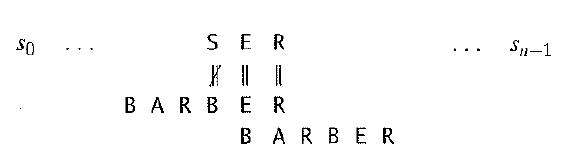 s₀ ... S E R ... sₙ₋₁
∦ ‖ ‖
B A R B E R
B A R B E R